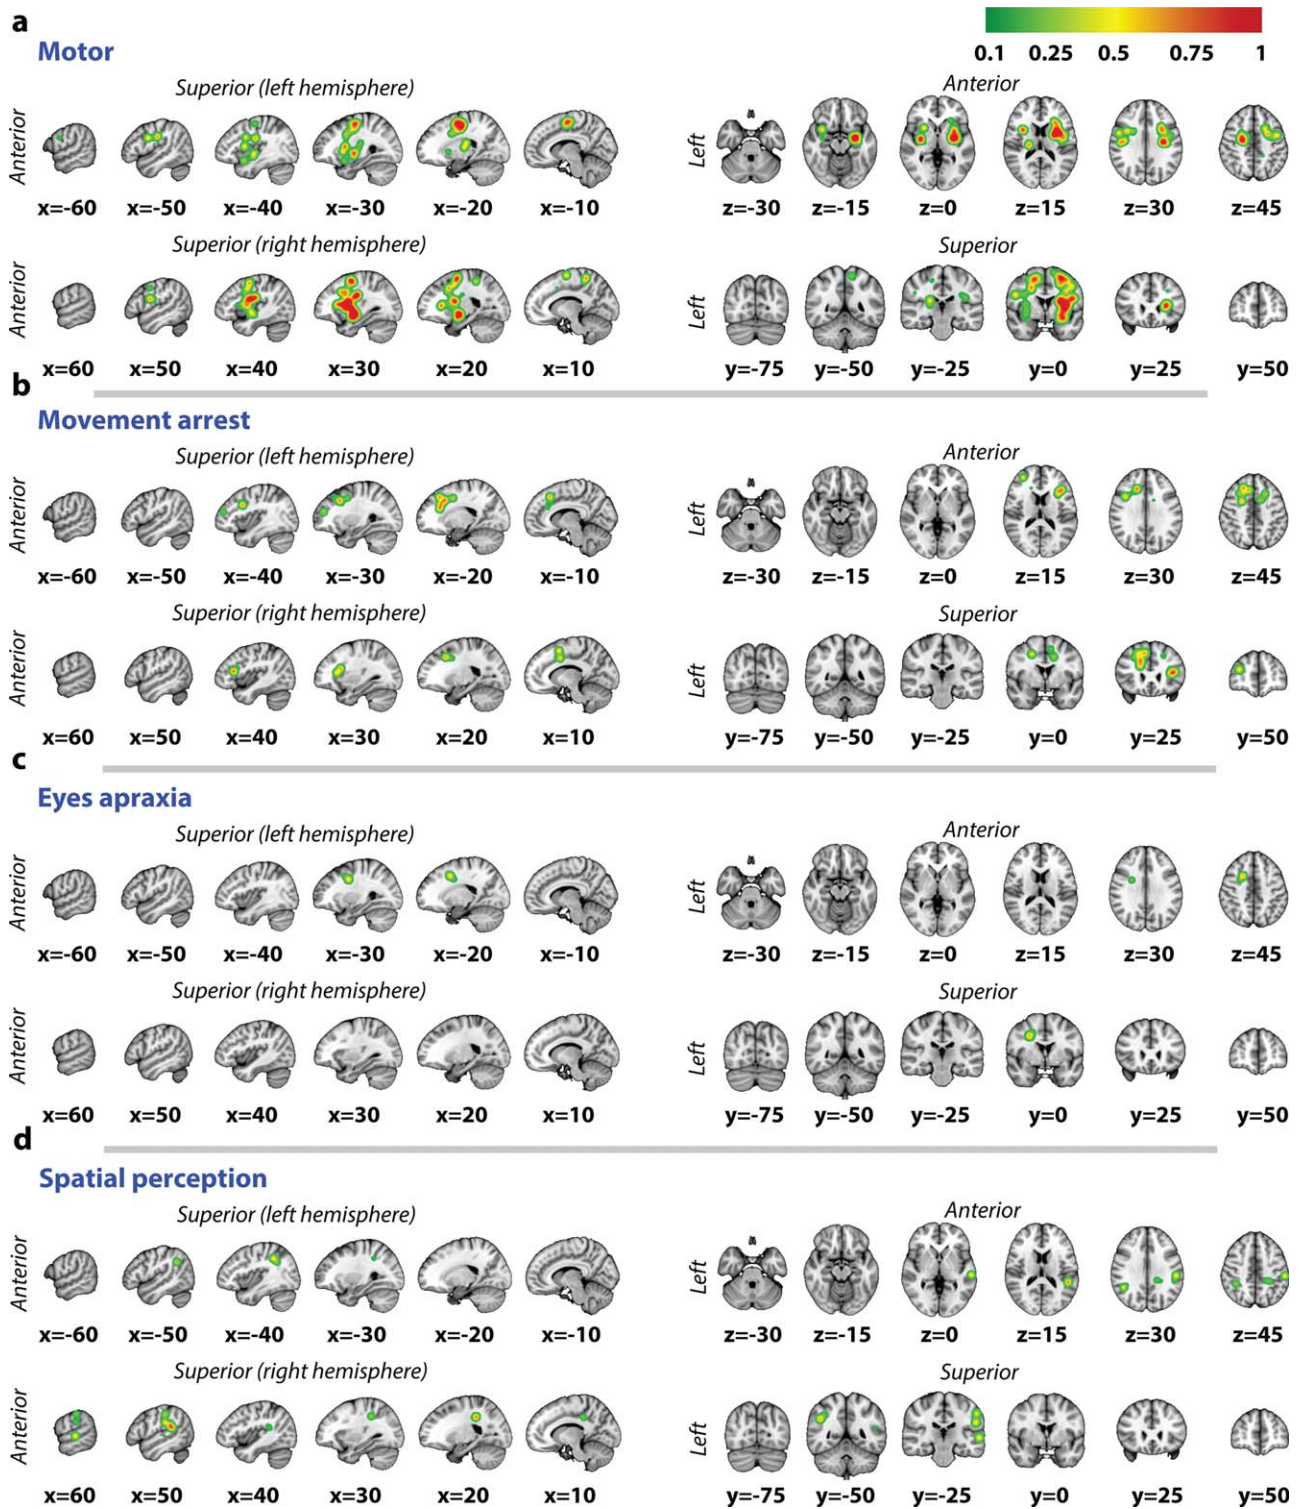 a
0.1 0.25 0.5 0.75 1
Motor
Superior (left hemisphere) Anterior
Anterior Left
x=-60 x=-50 x=-40 x=-30 x=-20 x=-10 z=-30 z=-15 z=0 z=15 z=30 z=45
Superior (right hemisphere) Superior
Anterior Left
x=60 x=50 x=40 x=30 x=20 x=10 y=-75 y=-50 y=-25 y=0 y=25 y=50
b
Movement arrest
Superior (left hemisphere) Anterior
Anterior Left
x=-60 x=-50 x=-40 x=-30 x=-20 x=-10 z=-30 z=-15 z=0 z=15 z=30 z=45
Superior (right hemisphere) Superior
Anterior Left
x=60 x=50 x=40 x=30 x=20 x=10 y=-75 y=-50 y=-25 y=0 y=25 y=50
c
Eyes apraxia
Superior (left hemisphere) Anterior
Anterior Left
x=-60 x=-50 x=-40 x=-30 x=-20 x=-10 z=-30 z=-15 z=0 z=15 z=30 z=45
Superior (right hemisphere) Superior
Anterior Left
x=60 x=50 x=40 x=30 x=20 x=10 y=-75 y=-50 y=-25 y=0 y=25 y=50
d
Spatial perception
Superior (left hemisphere) Anterior
Anterior Left
x=-60 x=-50 x=-40 x=-30 x=-20 x=-10 z=-30 z=-15 z=0 z=15 z=30 z=45
Superior (right hemisphere) Superior
Anterior Left
x=60 x=50 x=40 x=30 x=20 x=10 y=-75 y=-50 y=-25 y=0 y=25 y=50